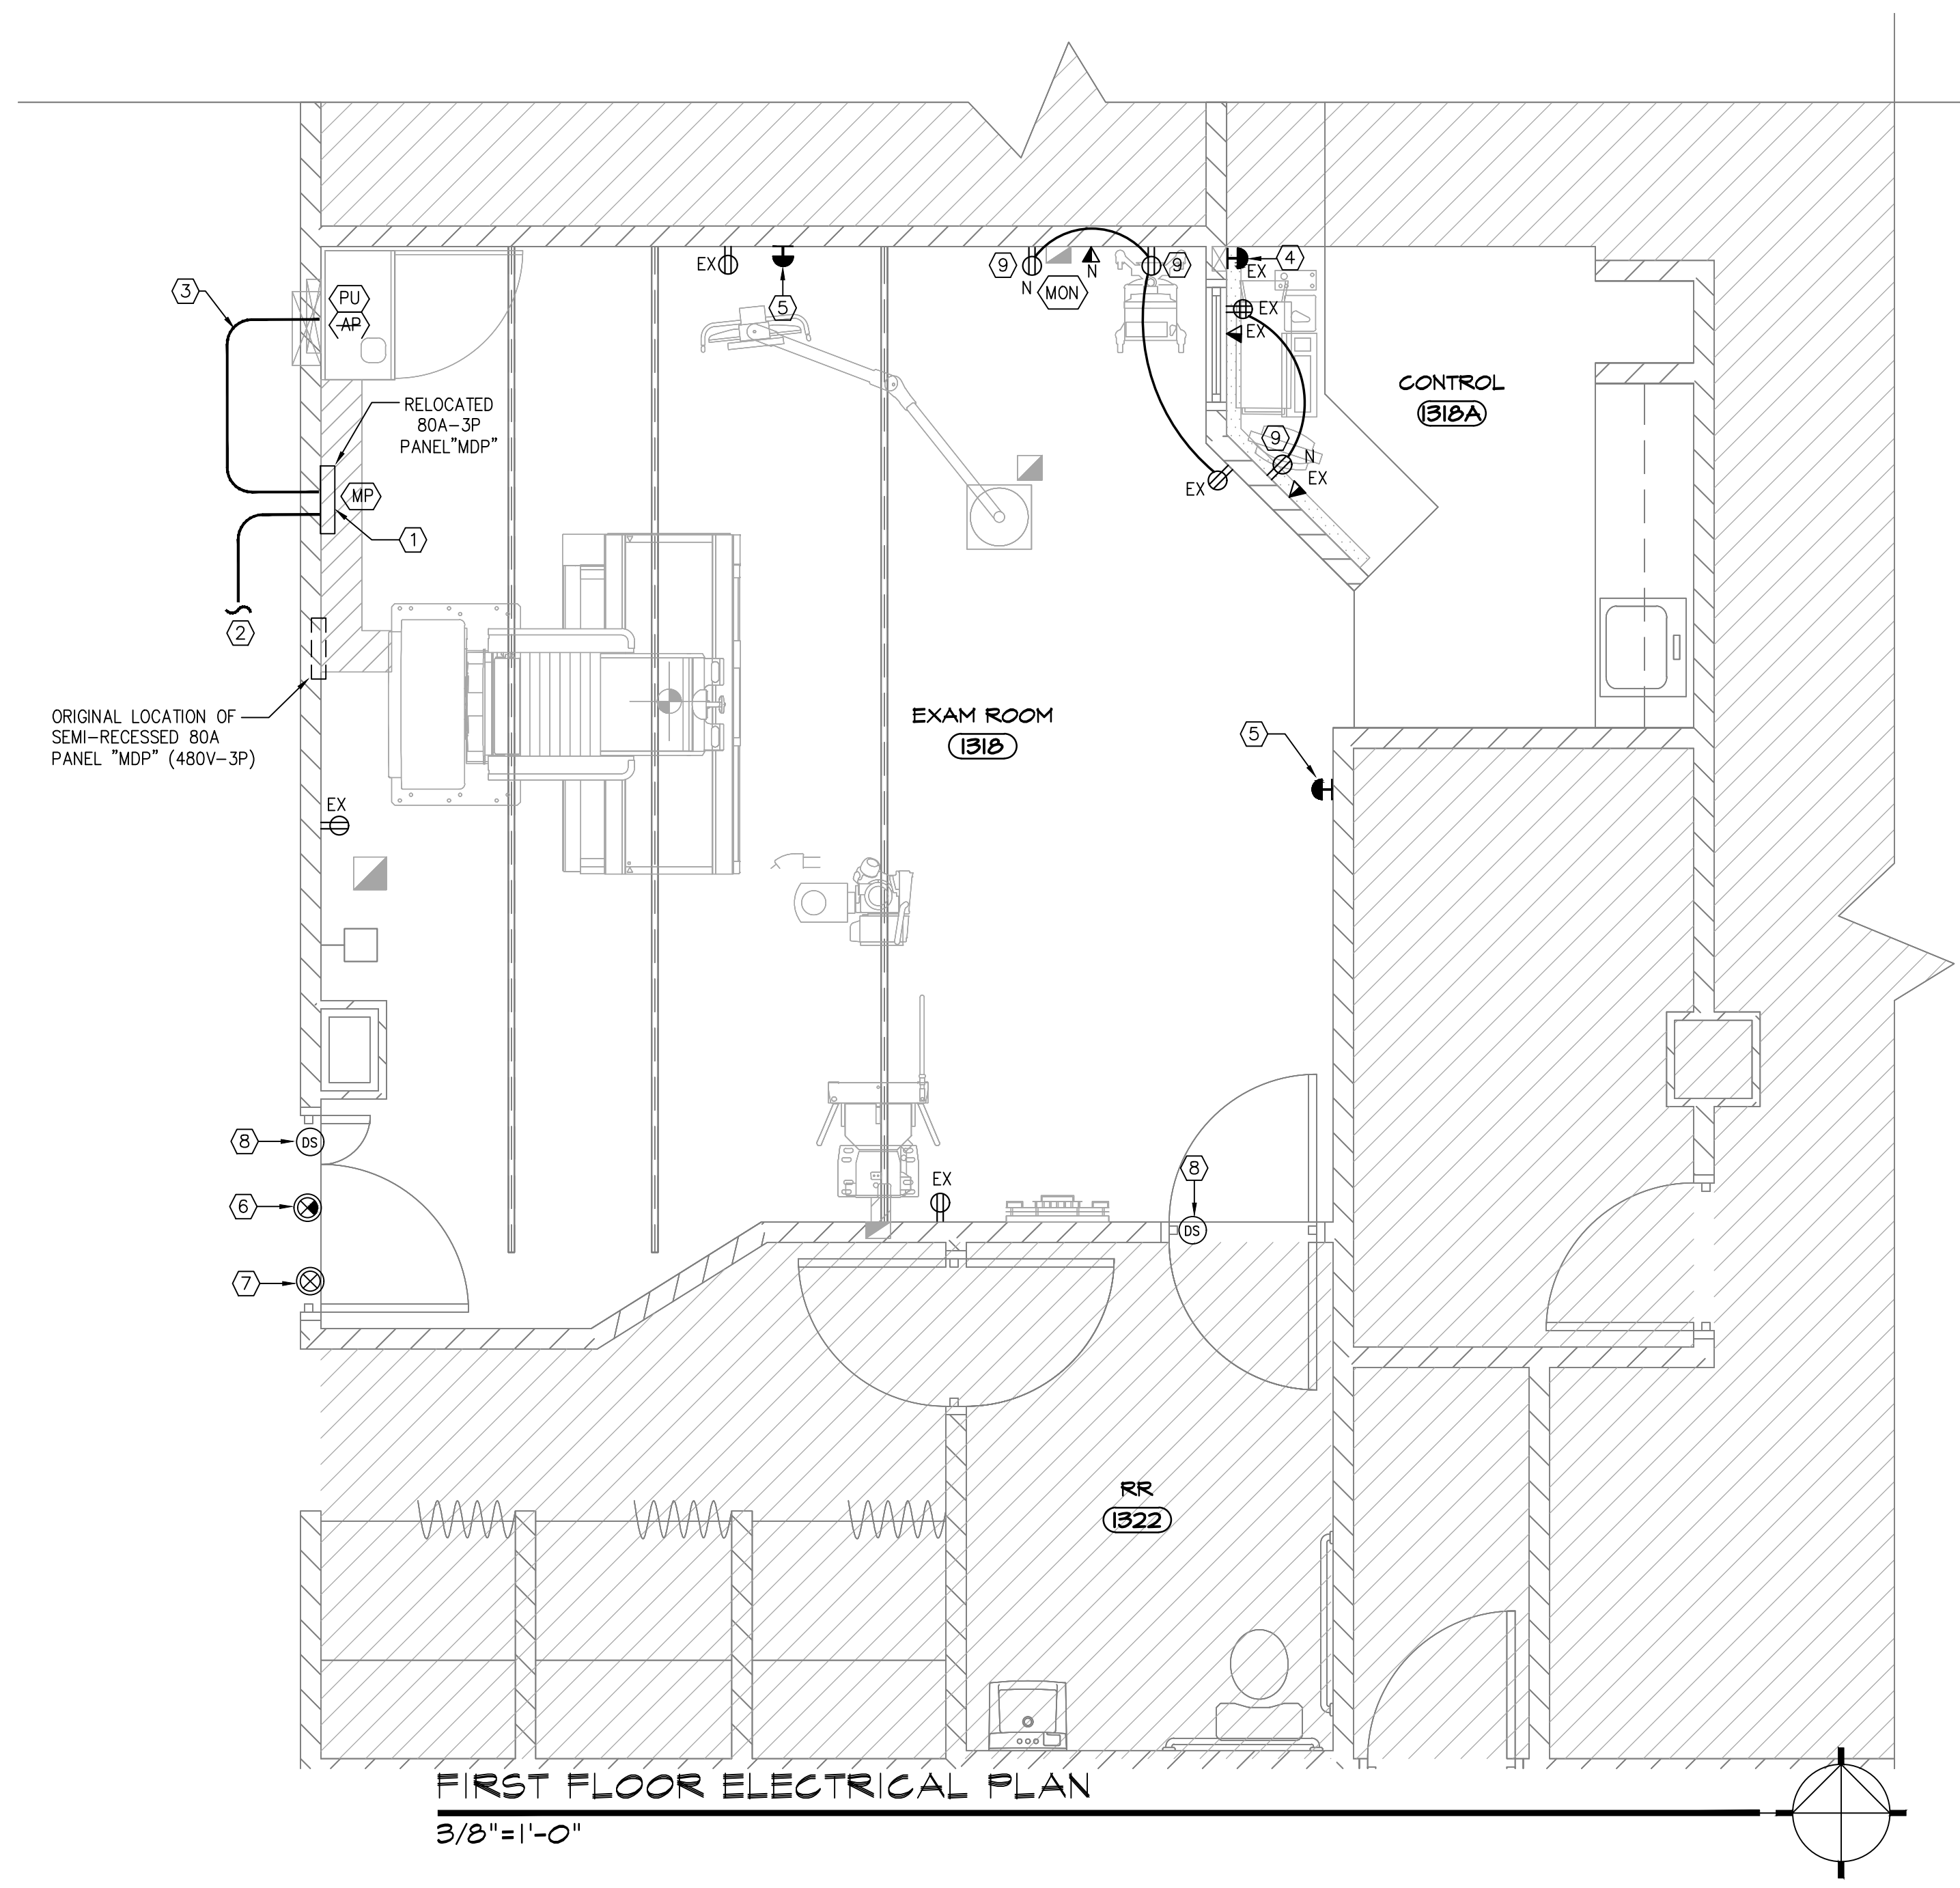 EX
5
9
N
MON
N
9
4
EX
EX
EX
3
PU
AP
RELOCATED
80A-3P
PANEL"MDP"
CONTROL
1318A
9
N
EX
EX
MP
1
2
ORIGINAL LOCATION OF
SEMI-RECESSED 80A
PANEL "MDP" (480V-3P)
EXAM ROOM
1318
5
EX
8
DS
6
7
EX
8
DS
RR
1322
FIRST FLOOR ELECTRICAL PLAN
3/8"=1'-0"